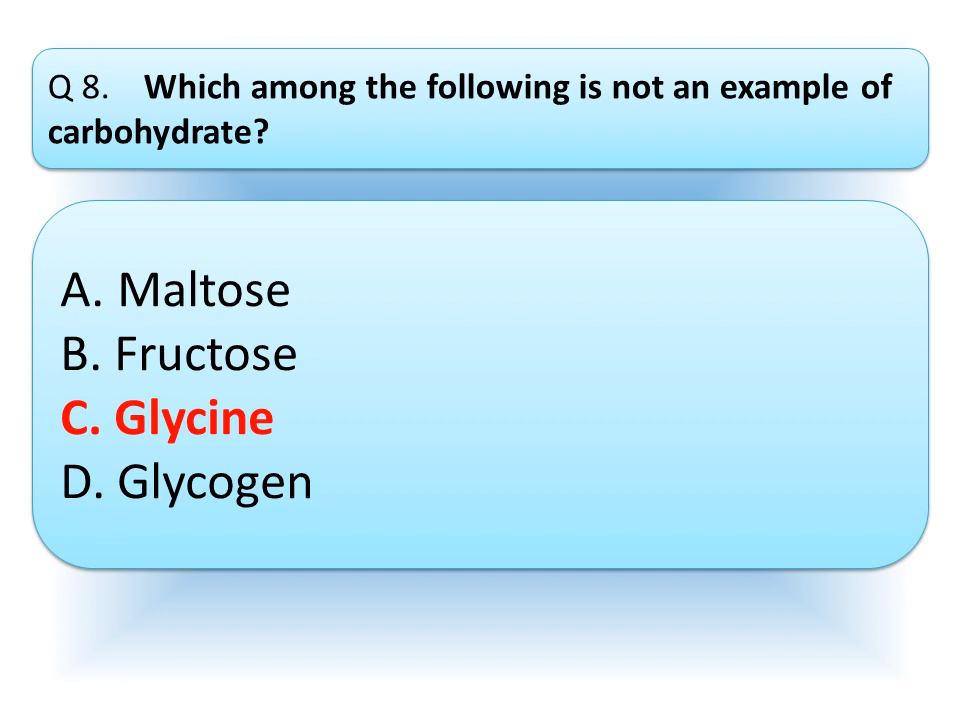 Q 8. Which among the following is not an example of
carbohydrate?
A. Maltose
B. Fructose
C. Glycine
D. Glycogen